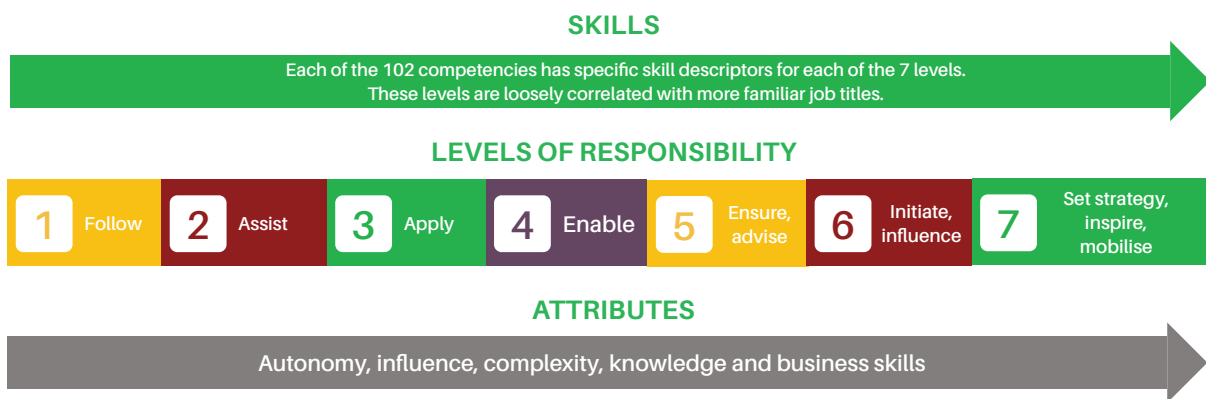 SKILLS
Each of the 102 competencies has specific skill descriptors for each of the 7 levels.
These levels are loosely correlated with more familiar job titles.
LEVELS OF RESPONSIBILITY
1
Follow
2
Assist
3
Apply
4
Enable
5
Ensure,
advise
6
Initiate,
influence
7
Set strategy,
inspire,
mobilise
ATTRIBUTES
Autonomy, influence, complexity, knowledge and business skills